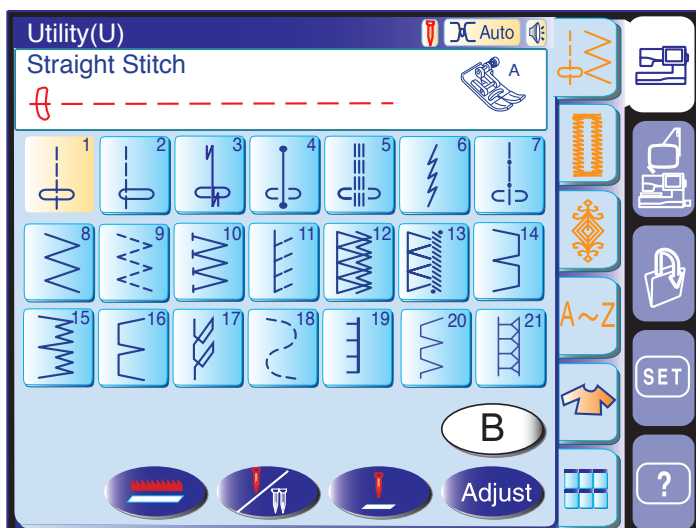 Utility(U) Auto
Straight Stitch A
1 2 3 4 5 6 7
8 9 10 11 12 13 14
15 16 17 18 19 20 21
A~Z
SET
B
Adjust ?